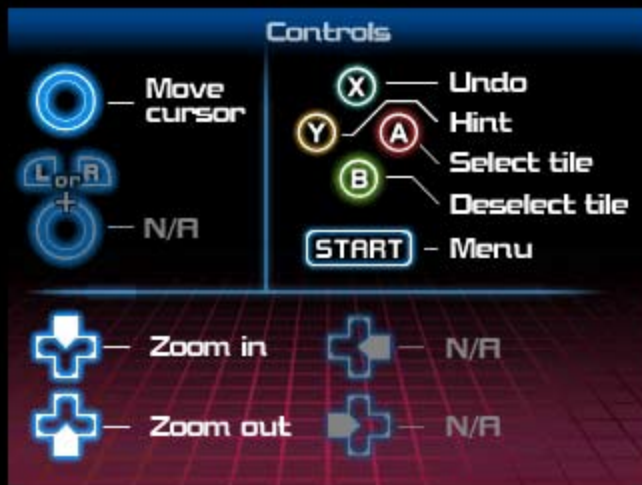 Controls
Move
cursor
L or R
+
N/A
X
Undo
Y
Hint
A
Select tile
B
Deselect tile
START
Menu
Zoom in
N/A
Zoom out
N/A